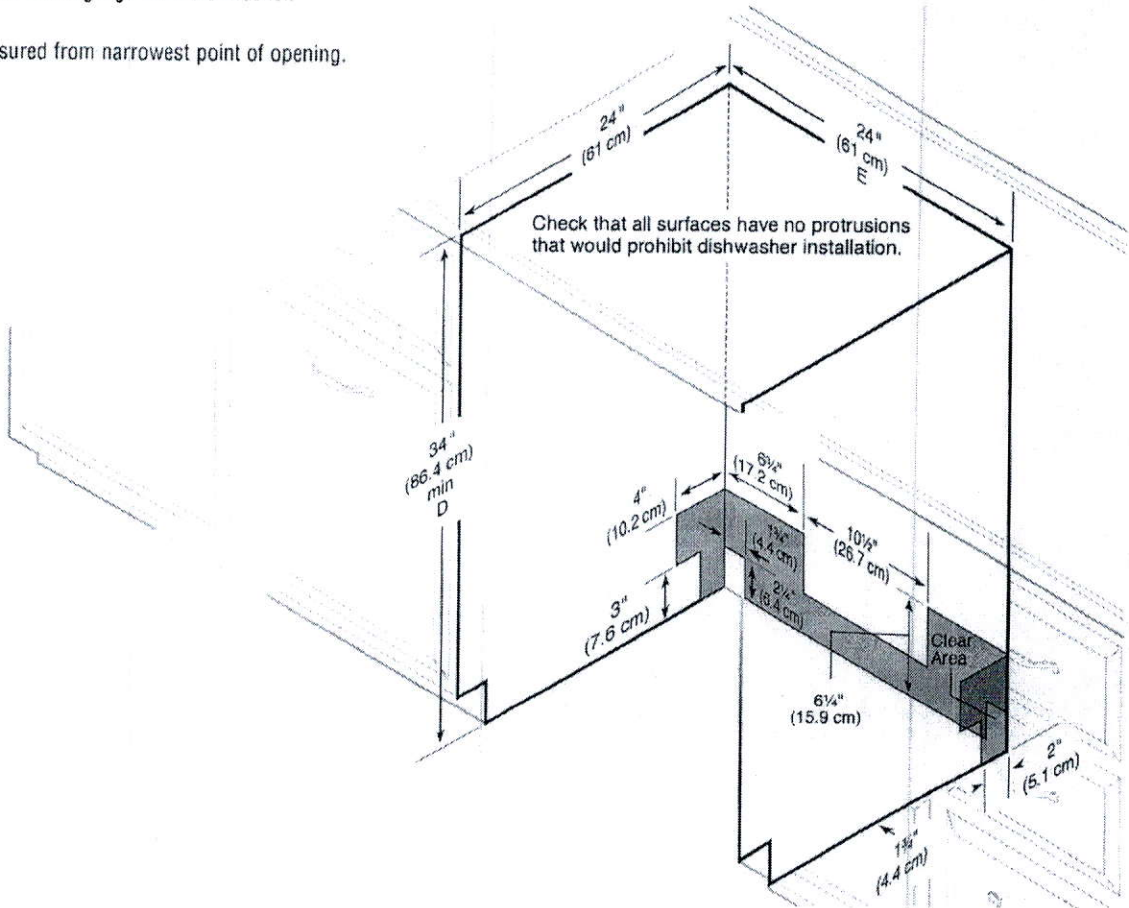 sured from narrowest point of opening.
24"
(61 cm)
24"
(61 cm)
E
Check that all surfaces have no protrusions
that would prohibit dishwasher installation.
34"
(86.4 cm)
min
D
4"
(10.2 cm)
6¾"
(17.2 cm)
1¾"
(4.4 cm)
10½"
(26.7 cm)
3"
(7.6 cm)
2¼"
(6.4 cm)
Clear
Area
6¼"
(15.9 cm)
2"
(5.1 cm)
1¾"
(4.4 cm)